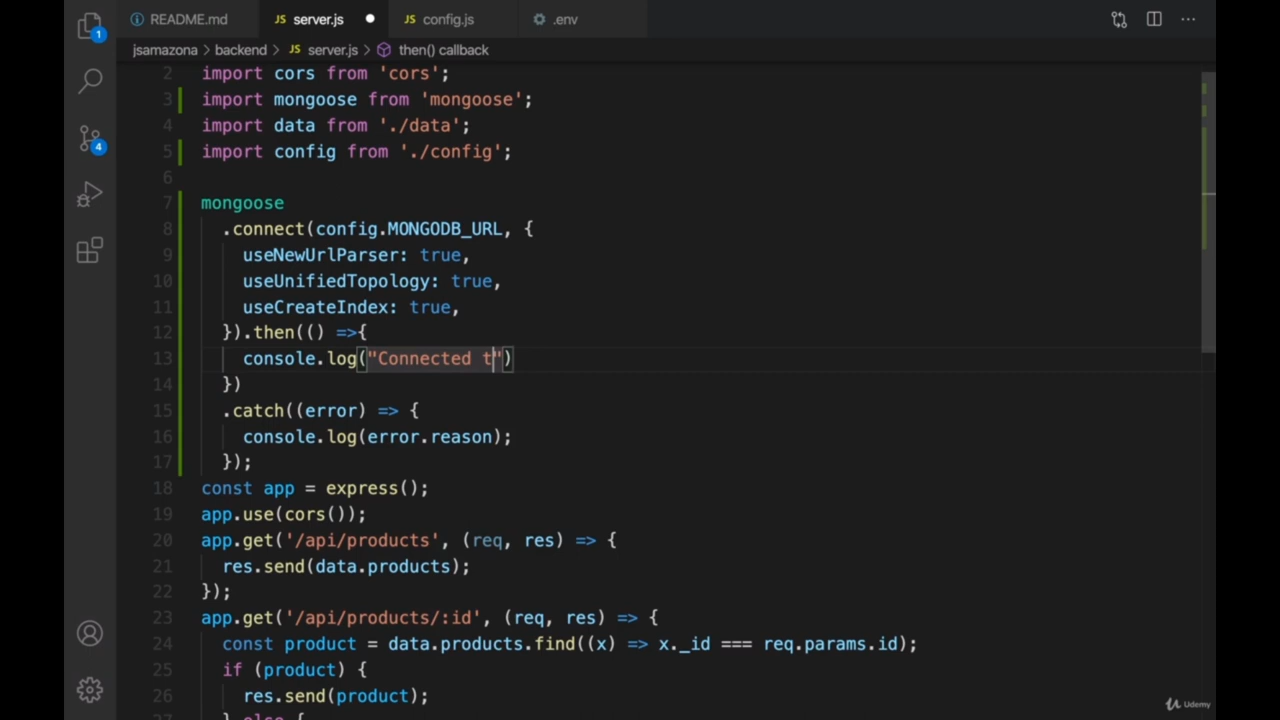 README.md
JS server.js
JS config.js
.env
jsamazona > backend > JS server.js > then() callback
1
4
2 import cors from 'cors';
3 import mongoose from 'mongoose';
4 import data from './data';
5 import config from './config';
6
7 mongoose
8 .connect(config.MONGODB_URL, {
9 useNewUrlParser: true,
10 useUnifiedTopology: true,
11 useCreateIndex: true,
12 }).then(() =>{
13 console.log("Connected t")
14 })
15 .catch((error) => {
16 console.log(error.reason);
17 });
18 const app = express();
19 app.use(cors());
20 app.get('/api/products', (req, res) => {
21 res.send(data.products);
22 });
23 app.get('/api/products/:id', (req, res) => {
24 const product = data.products.find((x) => x._id === req.params.id);
25 if (product) {
26 res.send(product);
27 } else {
Udemy